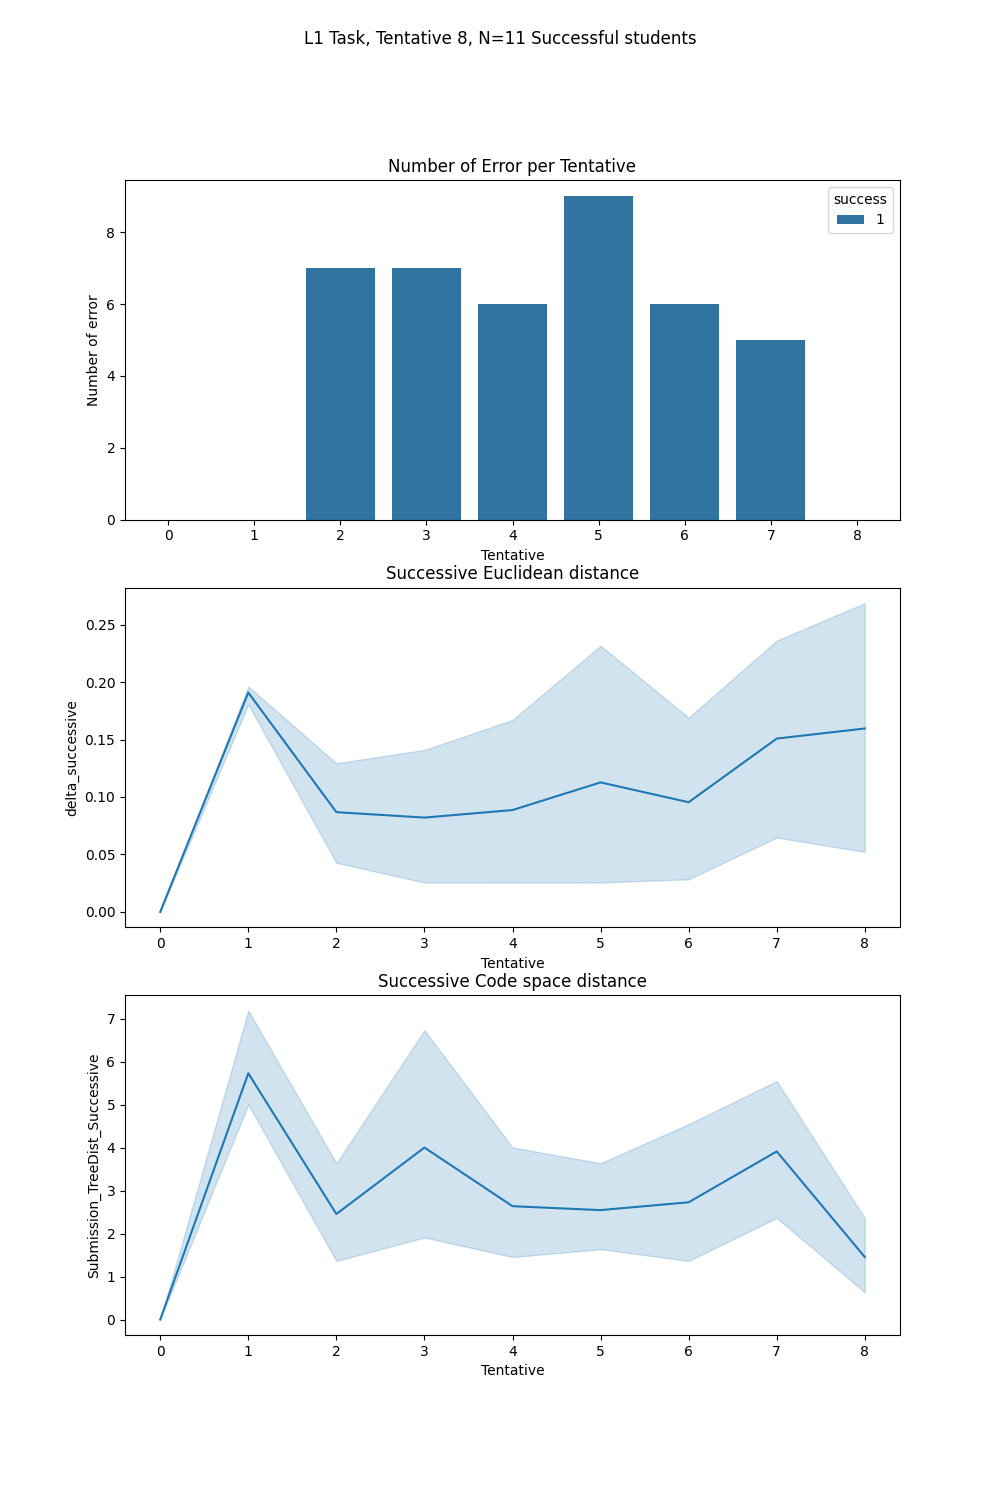 L1 Task, Tentative 8, N=11 Successful students
Number of Error per Tentative
success
1
Number of error
8
6
4
2
0
0 1 2 3 4 5 6 7 8
Tentative
Successive Euclidean distance
delta_successive
0.25
0.20
0.15
0.10
0.05
0.00
0 1 2 3 4 5 6 7 8
Tentative
Successive Code space distance
Submission_TreeDist_Successive
7
6
5
4
3
2
1
0
0 1 2 3 4 5 6 7 8
Tentative